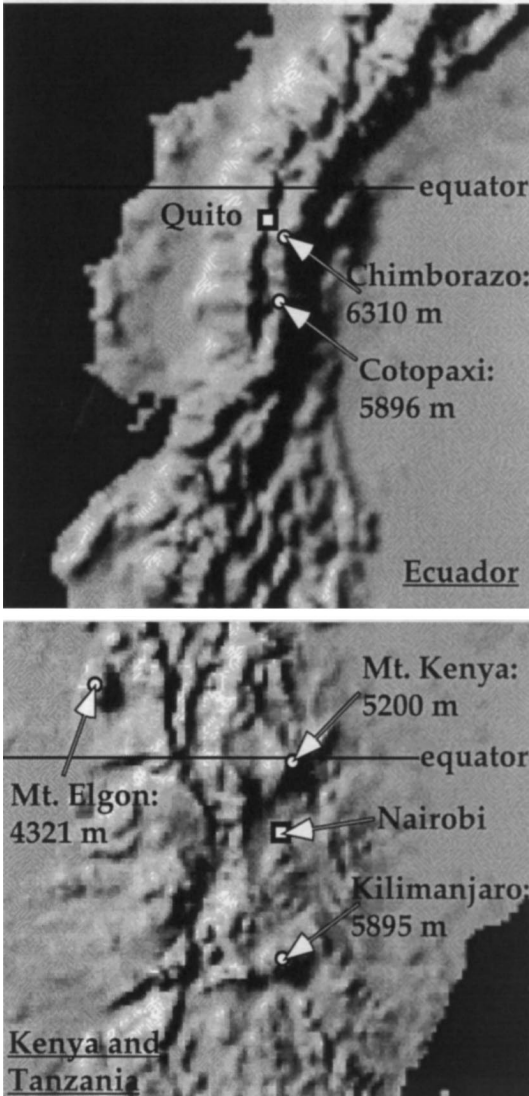 equator
Quito
Chimborazo:
6310 m
Cotopaxi:
5896 m
Ecuador
Mt. Kenya:
5200 m
equator
Mt. Elgon:
4321 m
Nairobi
Kilimanjaro:
5895 m
Kenya and
Tanzania